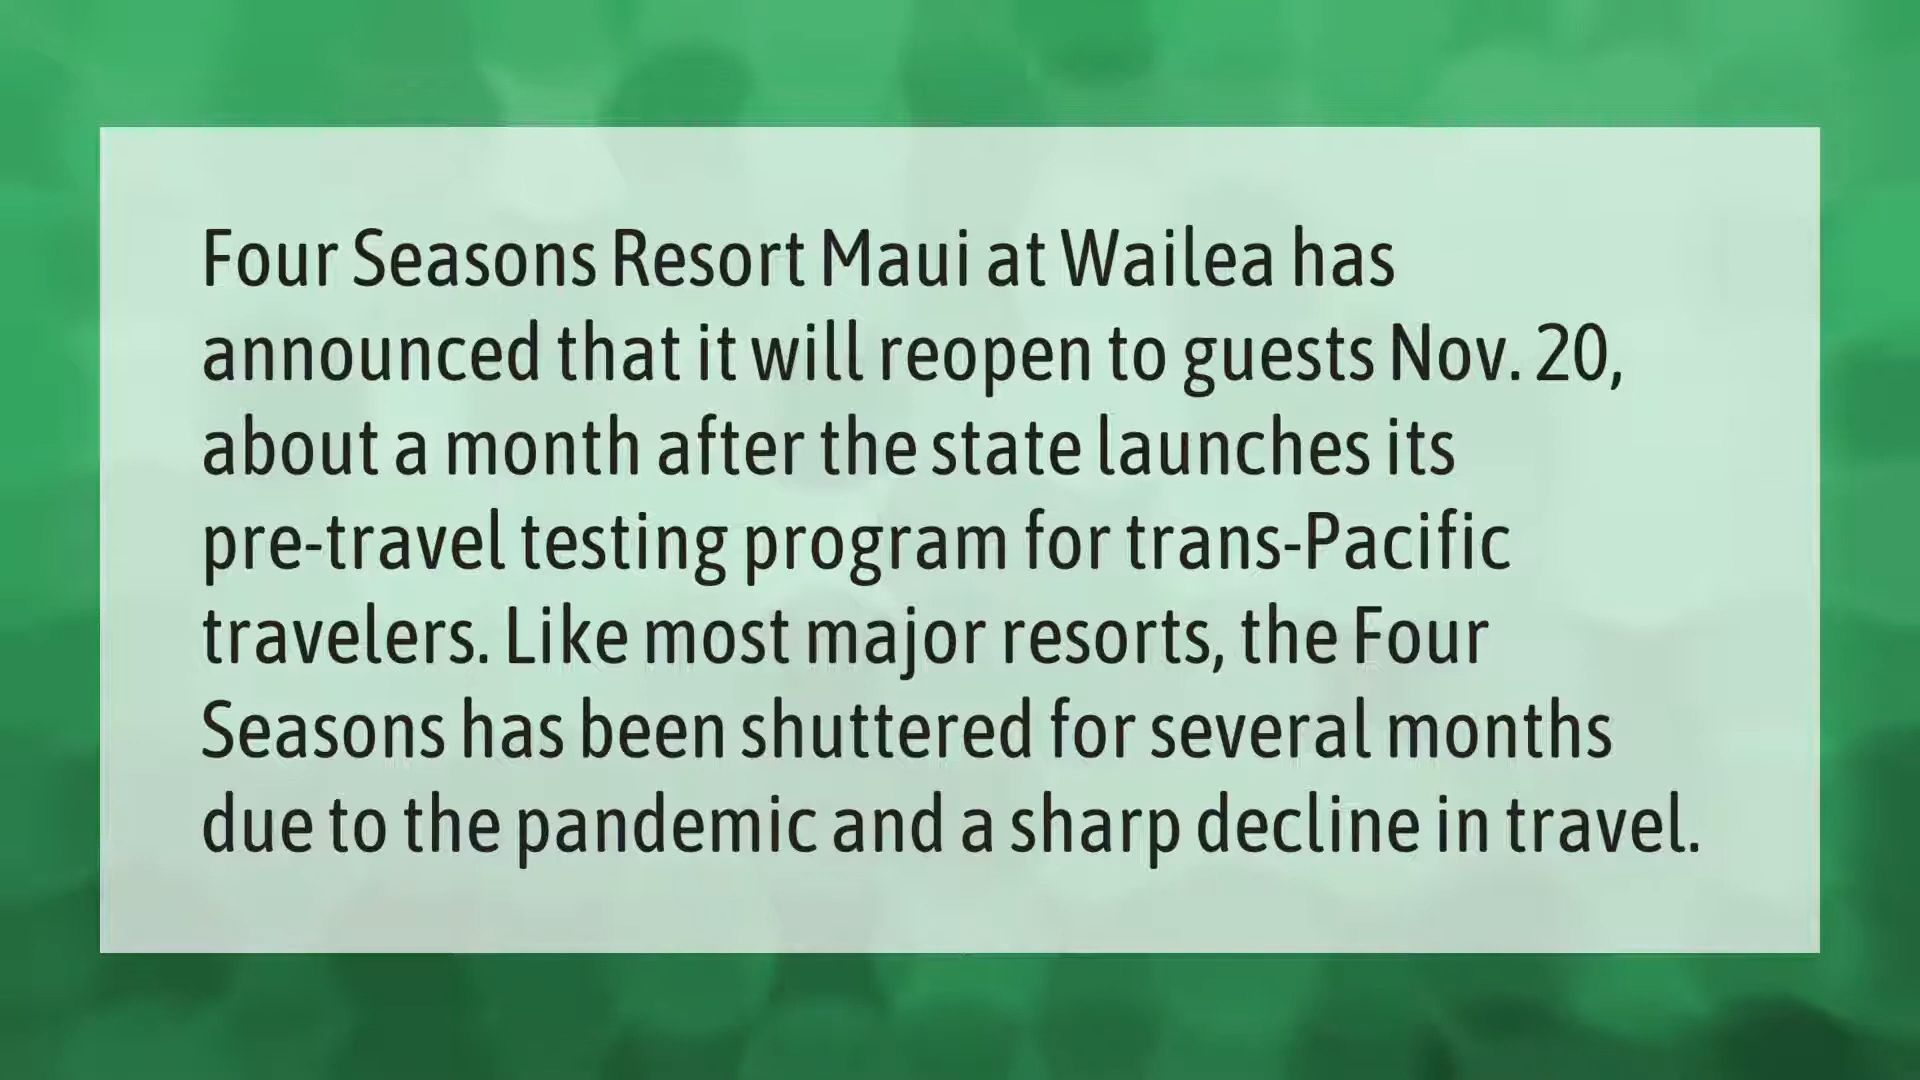 Four Seasons Resort Maui at Wailea has
announced that it will reopen to guests Nov. 20,
about a month after the state launches its
pre-travel testing program for trans-Pacific
travelers. Like most major resorts, the Four
Seasons has been shuttered for several months
due to the pandemic and a sharp decline in travel.